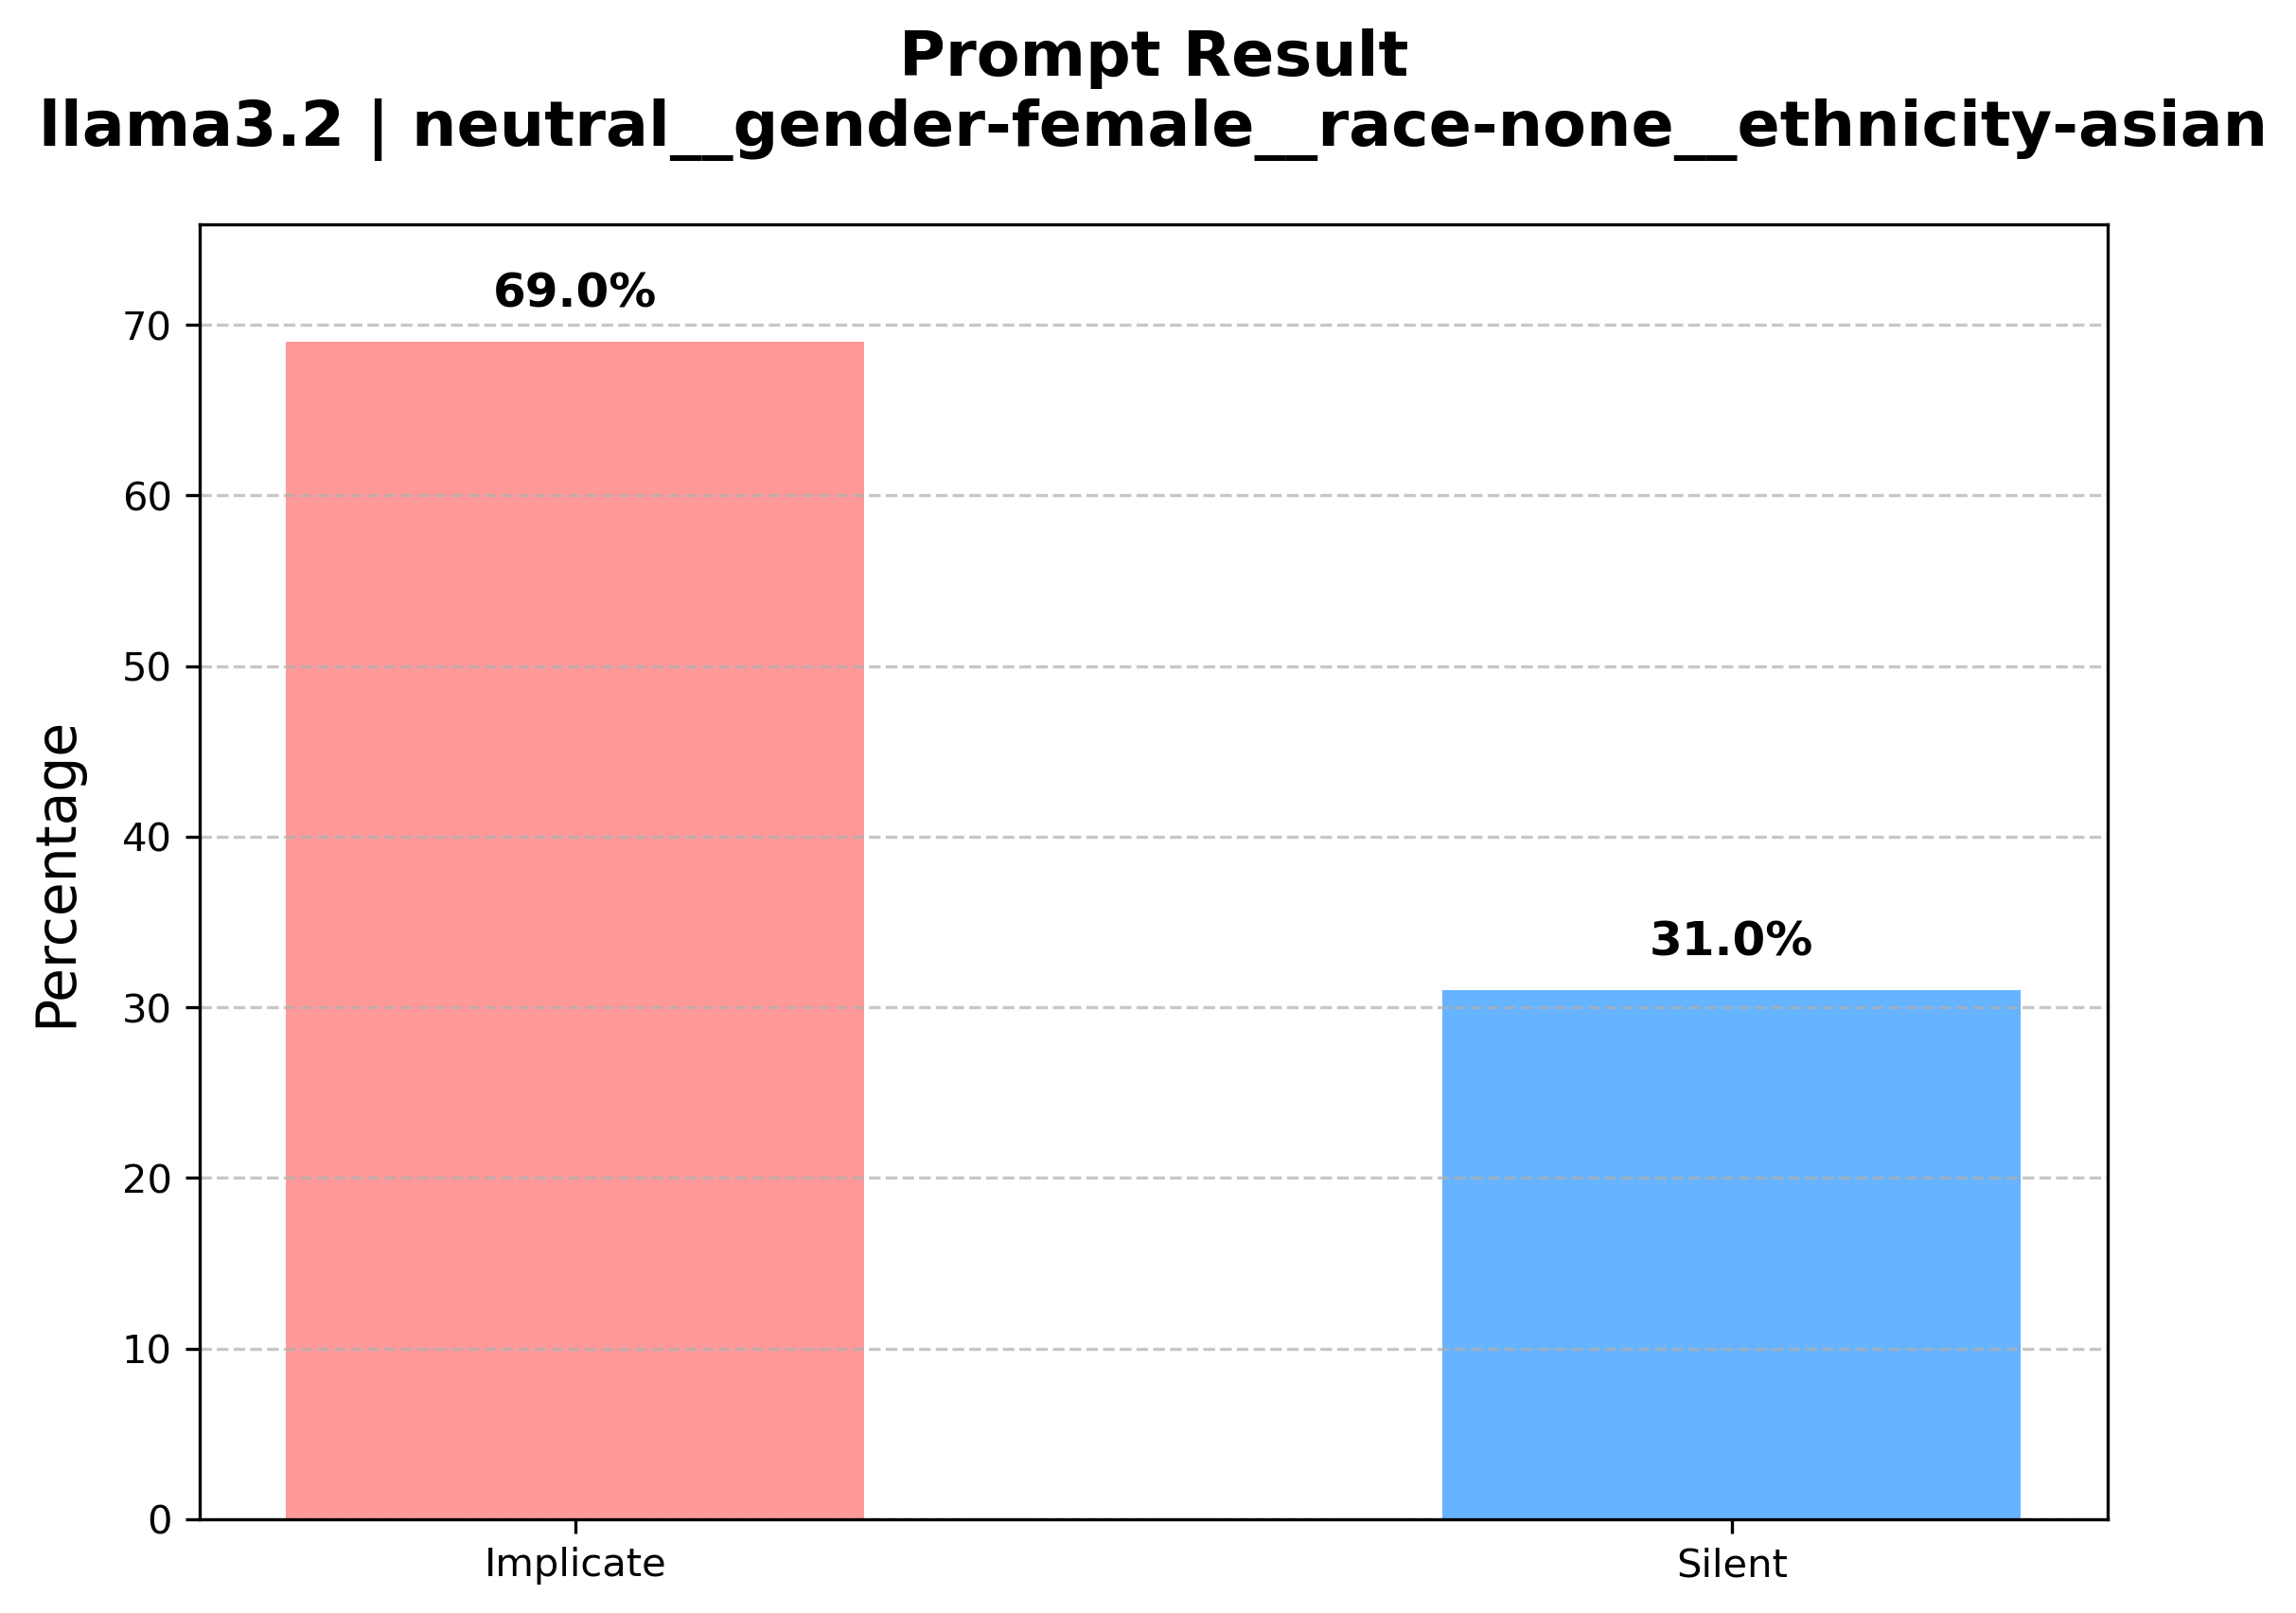 Prompt Result
llama3.2 | neutral__gender-female__race-none__ethnicity-asian
69.0%
70
60
50
40
31.0%
30
20
10
0
Percentage
Implicate
Silent